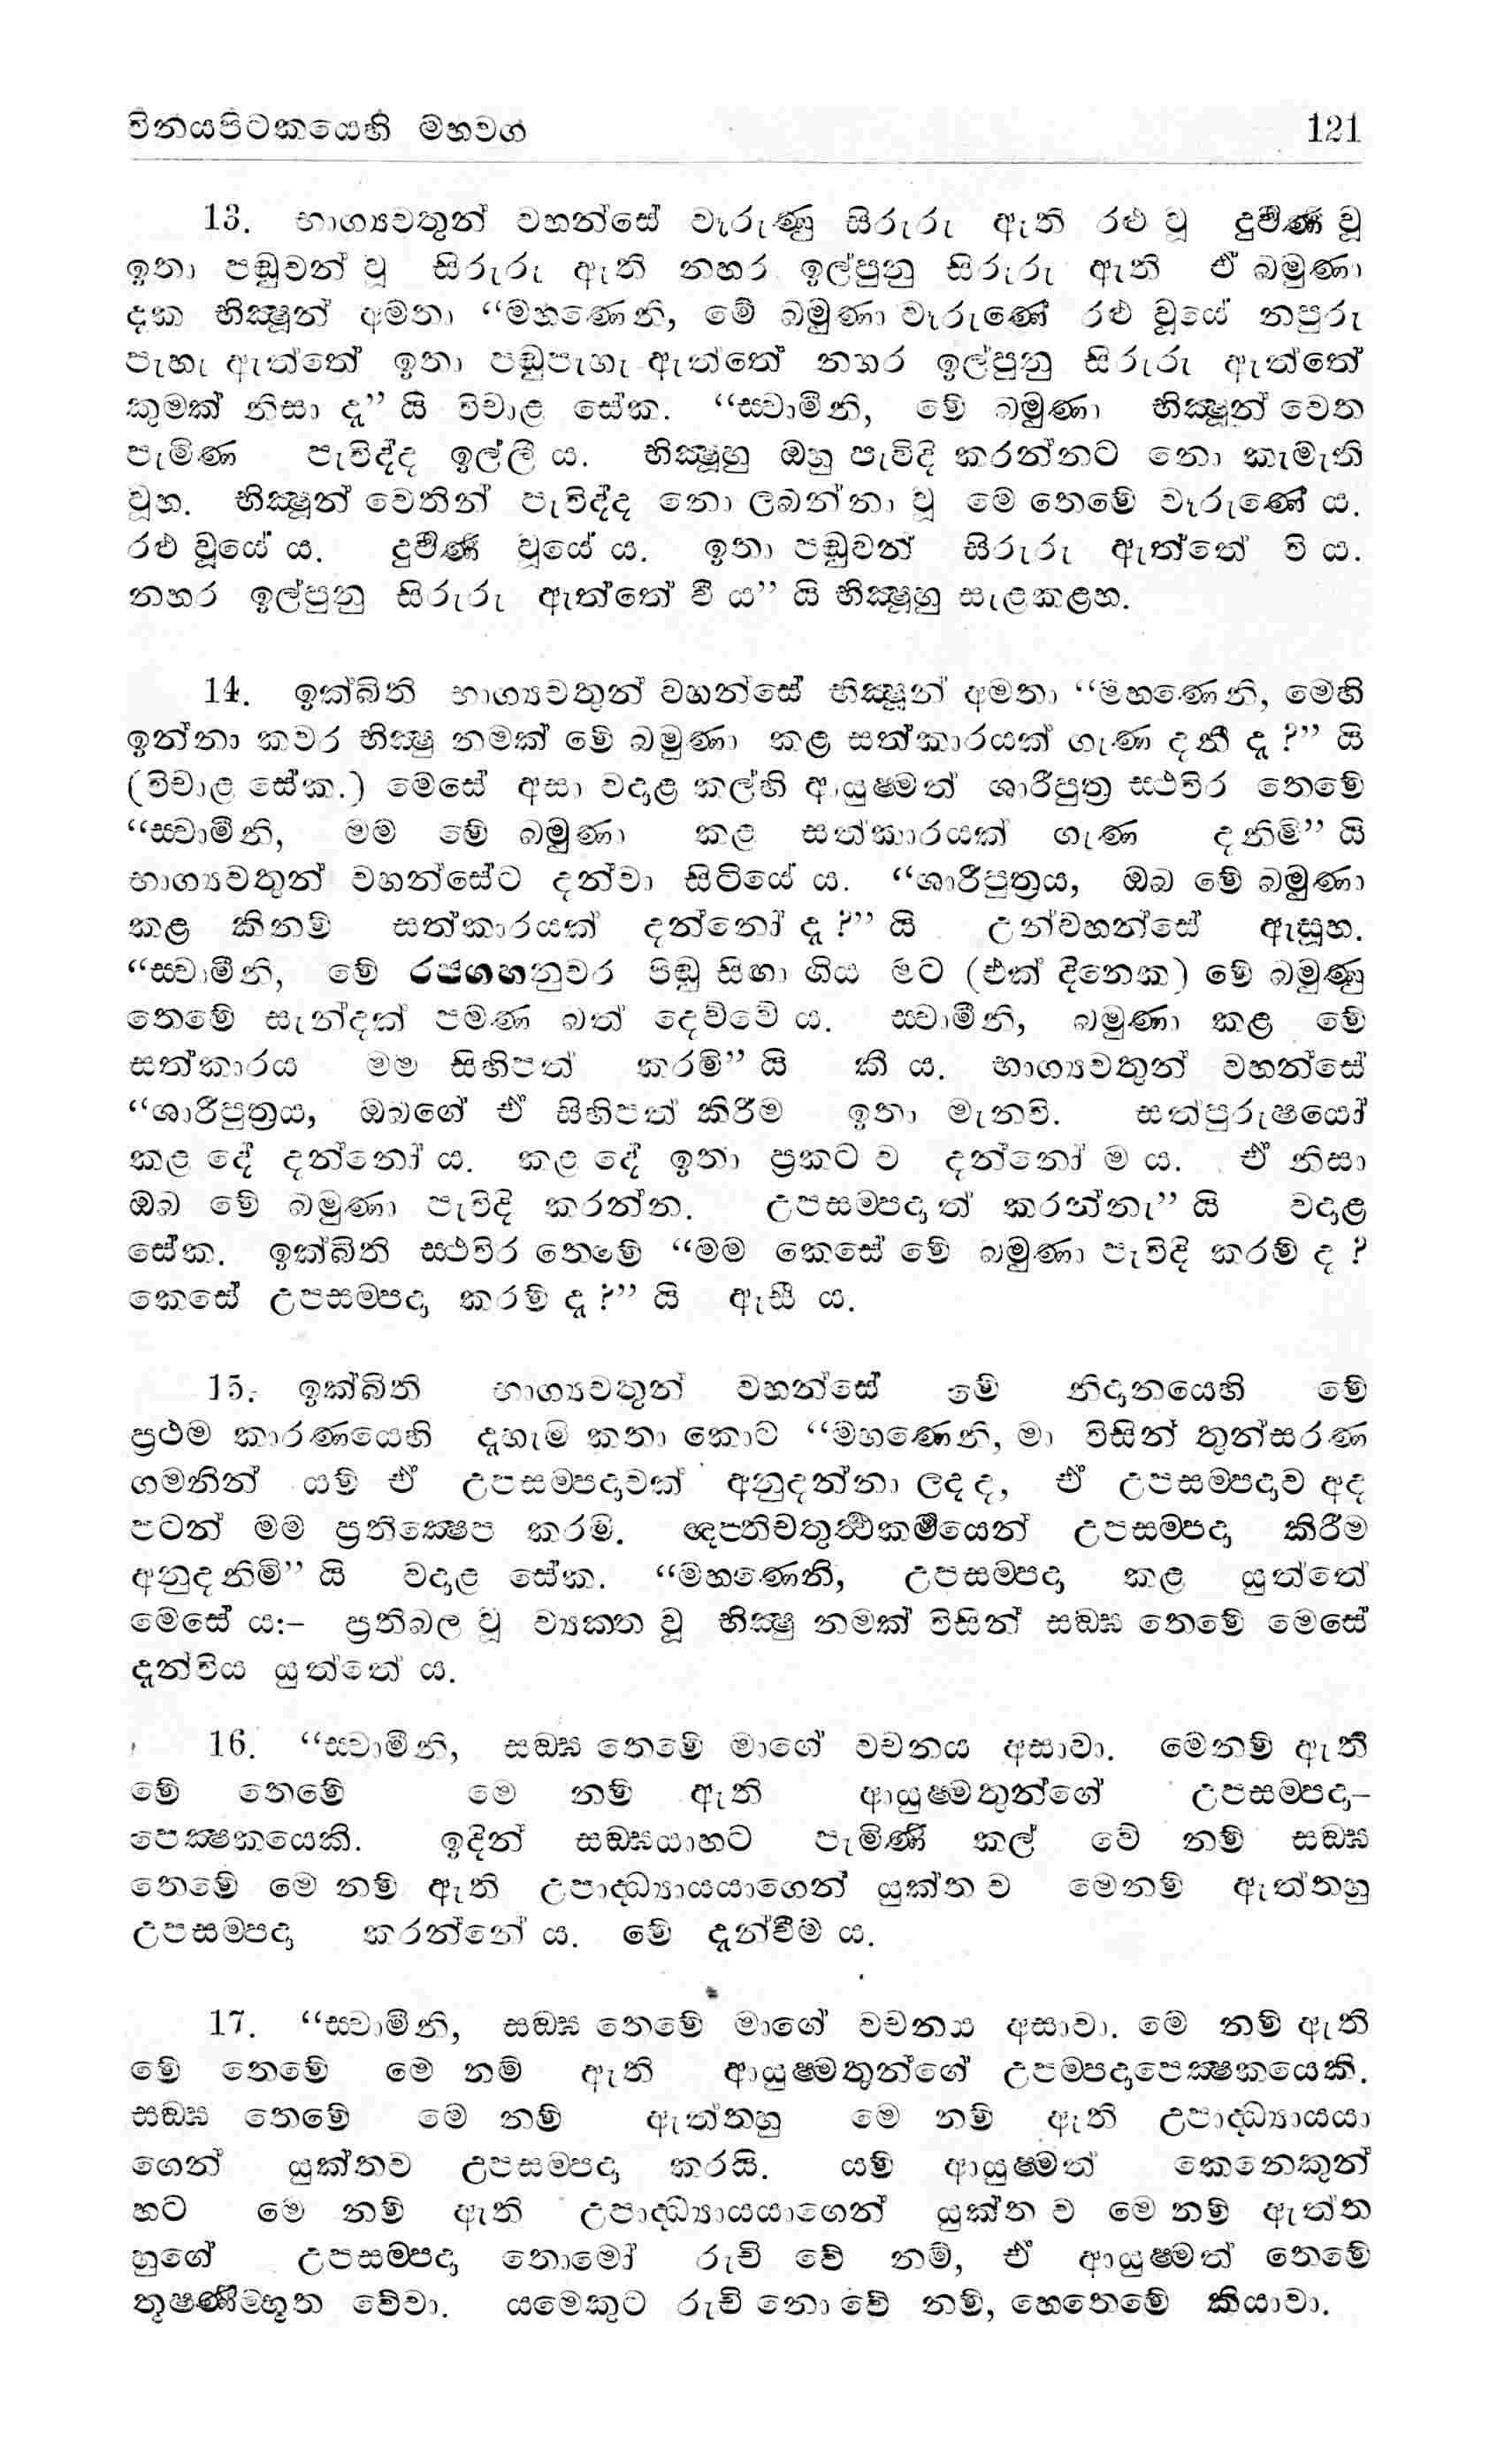 විනයපිටකයෙහි මහවග 121
13. භාග්‍යවතුන් වහන්සේ වෑරුණු සිරුරු ඇති රළු වූ දුර්‍වර්‍ණ වූ
ඉතා පඬුවන් වූ සිරුරු ඇති නහර ඉල්පුනු සිරුරු ඇති ඒ බමුණා
දැක භික්‍ෂූන් අමතා “මහණෙනි, මේ බමුණා වෑරුණේ රළු වූයේ නපුරු
පැහැ ඇත්තේ ඉතා පඬුපැහැ ඇත්තේ නහර ඉල්පුනු සිරුරු ඇත්තේ
කුමක් නිසා දැ” යි විචාළ සේක. “ස්වාමීනි, මේ බමුණා භික්‍ෂූන් වෙත
පැමිණ පැවිද්ද ඉල්ලී ය. භික්‍ෂූහු ඔහු පැවිදි කරන්නට නො කැමැති
වූහ. භික්‍ෂූන් වෙතින් පැවිද්ද නො ලබන්නා වූ මෙ තෙමේ වෑරුණේ ය.
රළු වූයේ ය. දුර්‍වර්‍ණ වූයේ ය. ඉතා පඬුවන් සිරුරු ඇත්තේ වි ය.
නහර ඉල්පුනු සිරුරු ඇත්තේ වී ය” යි භික්‍ෂූහු සැළකළහ.
14. ඉක්බිති භාග්‍යවතුන් වහන්සේ භික්‍ෂූන් අමතා “මහණෙනි, මෙහි
ඉන්නා කවර භික්‍ෂු නමක් මේ බමුණා කළ සත්කාරයක් ගැණ දනී දැ ?” යි
(විචාළ සේක.) මෙසේ අසා වදාළ කල්හි ආයුෂ්මත් ශාරීපුත්‍ර ස්ථවිර තෙමේ
“ස්වාමීනි, මම මේ බමුණා කළ සත්කාරයක් ගැණ දනිමි” යි
භාග්‍යවතුන් වහන්සේට දන්වා සිටියේ ය. “ශාරීපුත්‍රය, ඔබ මේ බමුණා
කළ කිනම් සත්කාරයක් දන්නෝ දැ ?” යි උන්වහන්සේ ඇසූහ.
“ස්වාමීනි, මේ රජගහනුවර පිඬු සිඟා ගිය මට (එක් දිනෙක) මේ බමුණු
තෙමේ සැන්දක් පමණ බත් දෙව්වේ ය. ස්වාමීනි, බමුණා කළ මේ
සත්කාරය මම සිහිපත් කරමි” යි කී ය. භාග්‍යවතුන් වහන්සේ
“ශාරීපුත්‍රය, ඔබගේ ඒ සිහිපත් කිරීම ඉතා මැනවි. සත්පුරුෂයෝ
කළ දේ දන්නෝ ය. කළ දේ ඉතා ප්‍රකට ව දන්නෝ ම ය. ඒ නිසා
ඔබ මේ බමුණා පැවිදි කරන්න. උපසම්පදාත් කරන්නැ” යි වදාළ
සේක. ඉක්බිති ස්ථවිර තෙමේ “මම කෙසේ මේ බමුණා පැවිදි කරම් ද ?
කෙසේ උපසම්පදා කරම් දැ ?” යි ඇසී ය.
15. ඉක්බිති භාග්‍යවතුන් වහන්සේ මේ නිදානයෙහි මේ
ප්‍රථම කාරණයෙහි දැහැමි කතා කොට “මහණෙනි, මා විසින් තුන්සරණ
ගමනින් යම් ඒ උපසම්පදාවක් අනුදන්නා ලදද, ඒ උපසම්පදාව අද
පටන් මම ප්‍රතික්‍ෂෙප කරමි. ඥප්තිචතුර්‍ථකර්‍මයෙන් උපසම්පදා කිරීම
අනුදනිමි” යි වදාළ සේක. “මහණෙනි, උපසම්පදා කළ යුත්තේ
මෙසේ ය:– ප්‍රතිබල වූ ව්‍යක්ත වූ භික්‍ෂු නමක් විසින් සඞ්ඝ තෙමේ මෙසේ
දැන්විය යුත්තේ ය.
16. “ස්වාමීනි, සඞ්ඝ තෙමේ මාගේ වචනය අසාවා. මෙනම් ඇති
මේ තෙමේ මෙ නම් ඇති ආයුෂ්මතුන්ගේ උපසම්පදා–
පෙක්‍ෂකයෙකි. ඉදින් සඞ්ඝයාහට පැමිණි කල් වේ නම් සඞ්ඝ
තෙමේ මෙ නම් ඇති උපාද්ධ්‍යායයාගෙන් යුක්ත ව මෙනම් ඇත්තහු
උපසම්පදා කරන්නේ ය. මේ දැන්වීම ය.
17. “ස්වාමීනි, සඞ්ඝ තෙමේ මාගේ වචනය අසාවා. මෙ නම් ඇති
මේ තෙමේ මෙ නම් ඇති ආයුෂ්මතුන්ගේ උපම්පදාපෙක්‍ෂකයෙකි.
සඞ්ඝ තෙමේ මෙ නම් ඇත්තහු මෙ නම් ඇති උපාද්ධ්‍යායයා
ගෙන් යුක්තව උපසම්පදා කරයි. යම් ආයුෂ්මත් කෙනෙකුන්
හට මෙ නම් ඇති උපාද්ධ්‍යායයාගෙන් යුක්ත ව මෙ නම් ඇත්ත
හුගේ උපසම්පදා තොමෝ රුචි වේ නම්, ඒ ආයුෂ්මත් තෙමේ
තූෂ්ණීම්භූත වේවා. යමෙකුට රුචි නො වේ නම්, හෙතෙමේ කියාවා.